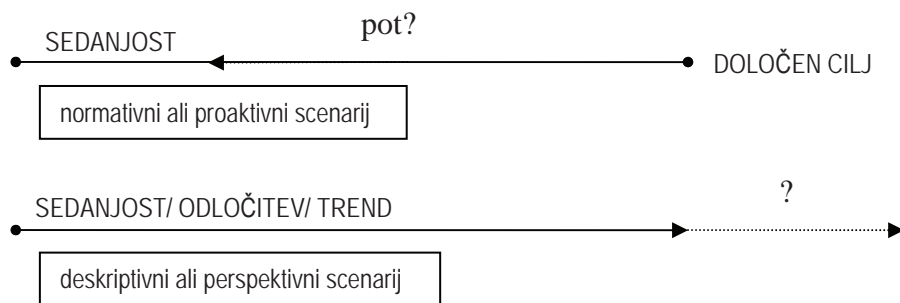 pot?
SEDANJOST
DOLOČEN CILJ
normativni ali proaktivni scenarij
?
SEDANJOST/ ODLOČITEV/ TREND
deskriptivni ali perspektivni scenarij